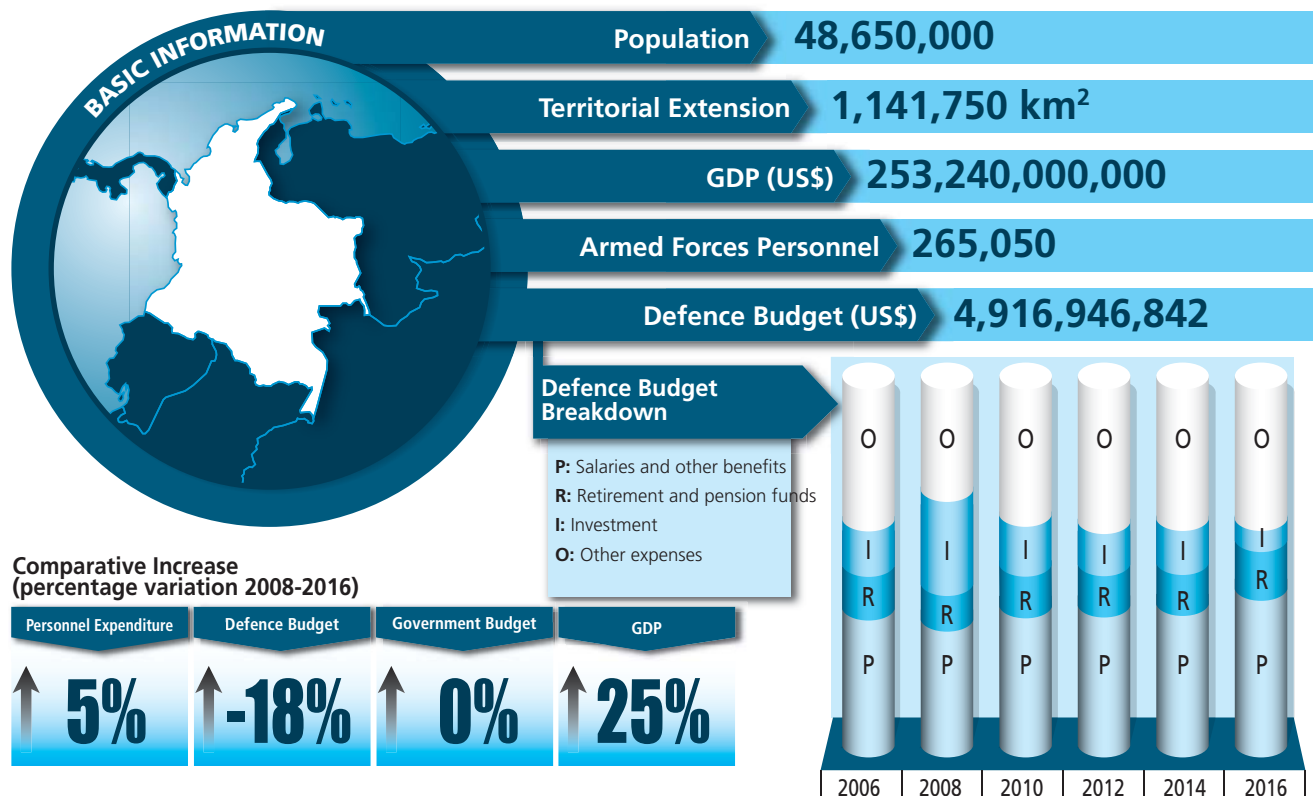 BASIC INFORMATION
Population 48,650,000
Territorial Extension 1,141,750 km²
GDP (US$) 253,240,000,000
Armed Forces Personnel 265,050
Defence Budget (US$) 4,916,946,842
Defence Budget
Breakdown
P: Salaries and other benefits
R: Retirement and pension funds
I: Investment
O: Other expenses
O O O O O O
I I I I I I
R R R R R R
P P P P P P
2006 2008 2010 2012 2014 2016
Comparative Increase
(percentage variation 2008-2016)
Personnel Expenditure Defence Budget Government Budget GDP
5% -18% 0% 25%